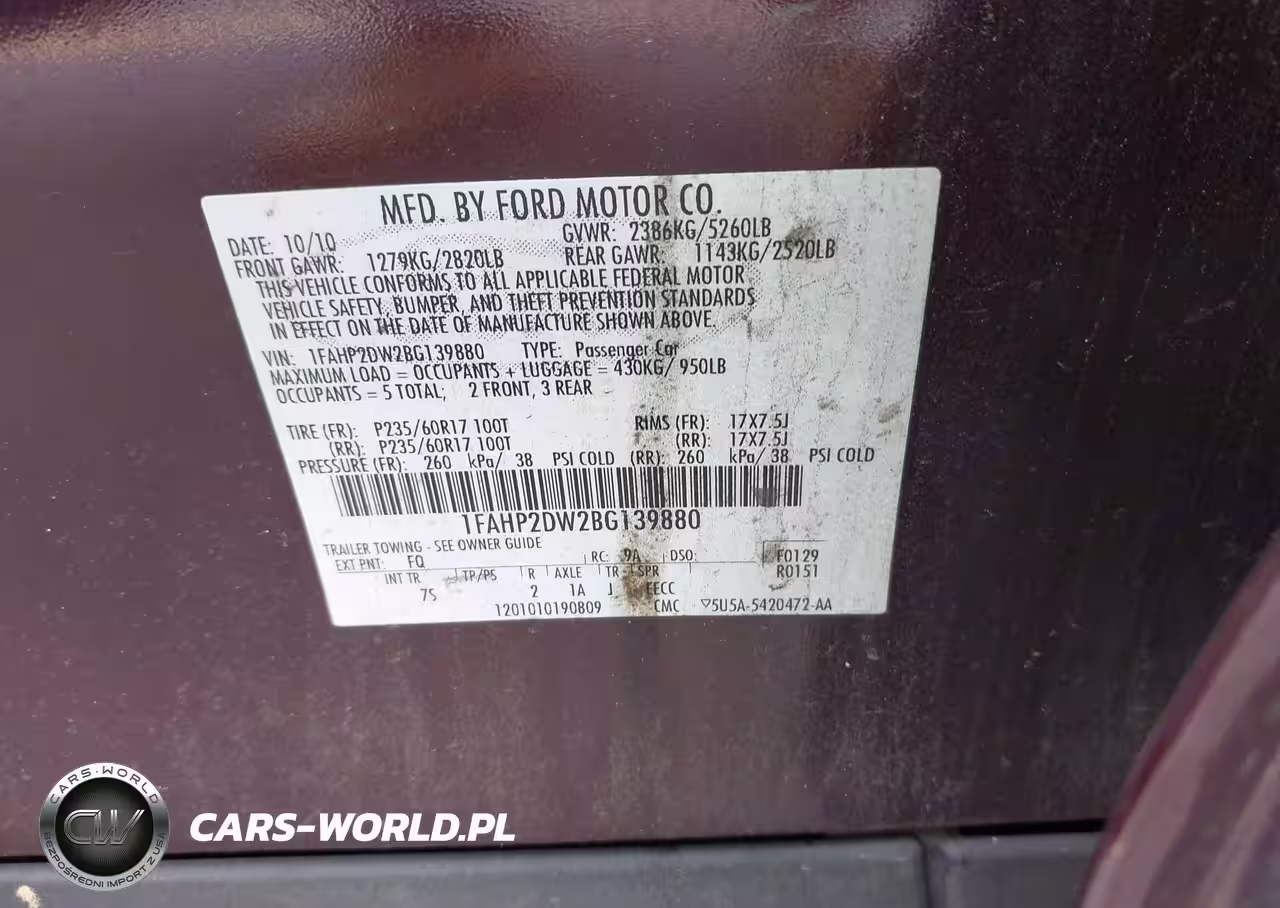 MFD. BY FORD MOTOR CO.
DATE: 10/10 GVWR: 2386KG/5260LB
FRONT GAWR: 1279KG/2820LB REAR GAWR: 1143KG/2520LB
THIS VEHICLE CONFORMS TO ALL APPLICABLE FEDERAL MOTOR
VEHICLE SAFETY, BUMPER, AND THEFT PREVENTION STANDARDS
IN EFFECT ON THE DATE OF MANUFACTURE SHOWN ABOVE.
VIN: 1FAHP2DW2BG139880 TYPE: Passenger Car
MAXIMUM LOAD = OCCUPANTS + LUGGAGE = 430KG/ 950LB
OCCUPANTS = 5 TOTAL; 2 FRONT, 3 REAR
TIRE (FR): P235/60R17 100T RIMS (FR): 17X7.5J
(RR): P235/60R17 100T (RR): 17X7.5J
PRESSURE (FR): 260 kPa/ 38 PSI COLD (RR): 260 kPa/ 38 PSI COLD
1FAHP2DW2BG139880
TRAILER TOWING - SEE OWNER GUIDE
EXT PNT: FQ RC: 9A DSO: F0129
INT TR TP/PS R AXLE TR SPR R0151
7S 2 1A J EECC
1201010190809 CMC ▽5U5A-5420472-AA
CARS-WORLD
CW
BEZPOŚREDNI IMPORT Z USA
CARS-WORLD.PL